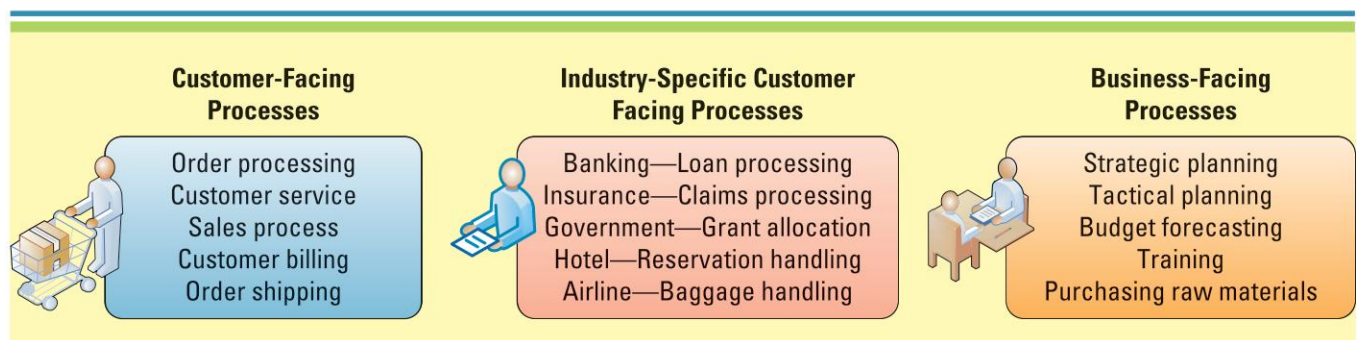 Customer-Facing
Processes
Order processing
Customer service
Sales process
Customer billing
Order shipping
Industry-Specific Customer
Facing Processes
Banking—Loan processing
Insurance—Claims processing
Government—Grant allocation
Hotel—Reservation handling
Airline—Baggage handling
Business-Facing
Processes
Strategic planning
Tactical planning
Budget forecasting
Training
Purchasing raw materials